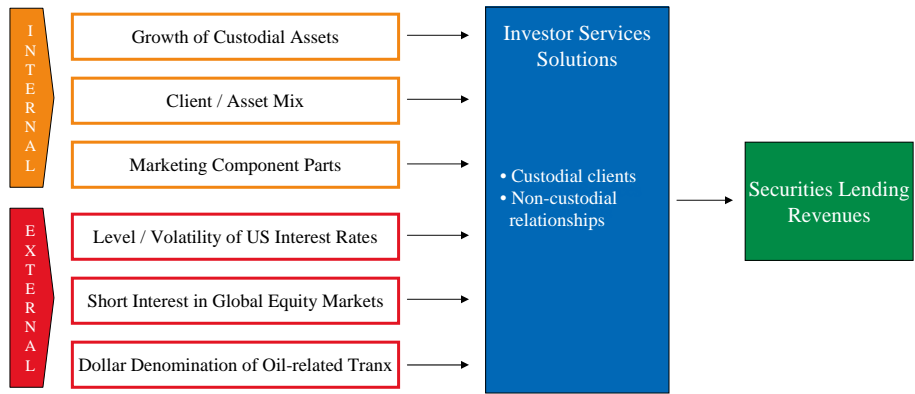 INTERNAL
Growth of Custodial Assets
Client / Asset Mix
Marketing Component Parts
EXTERNAL
Level / Volatility of US Interest Rates
Short Interest in Global Equity Markets
Dollar Denomination of Oil-related Tranx
Investor Services
Solutions
• Custodial clients
• Non-custodial
relationships
Securities Lending
Revenues